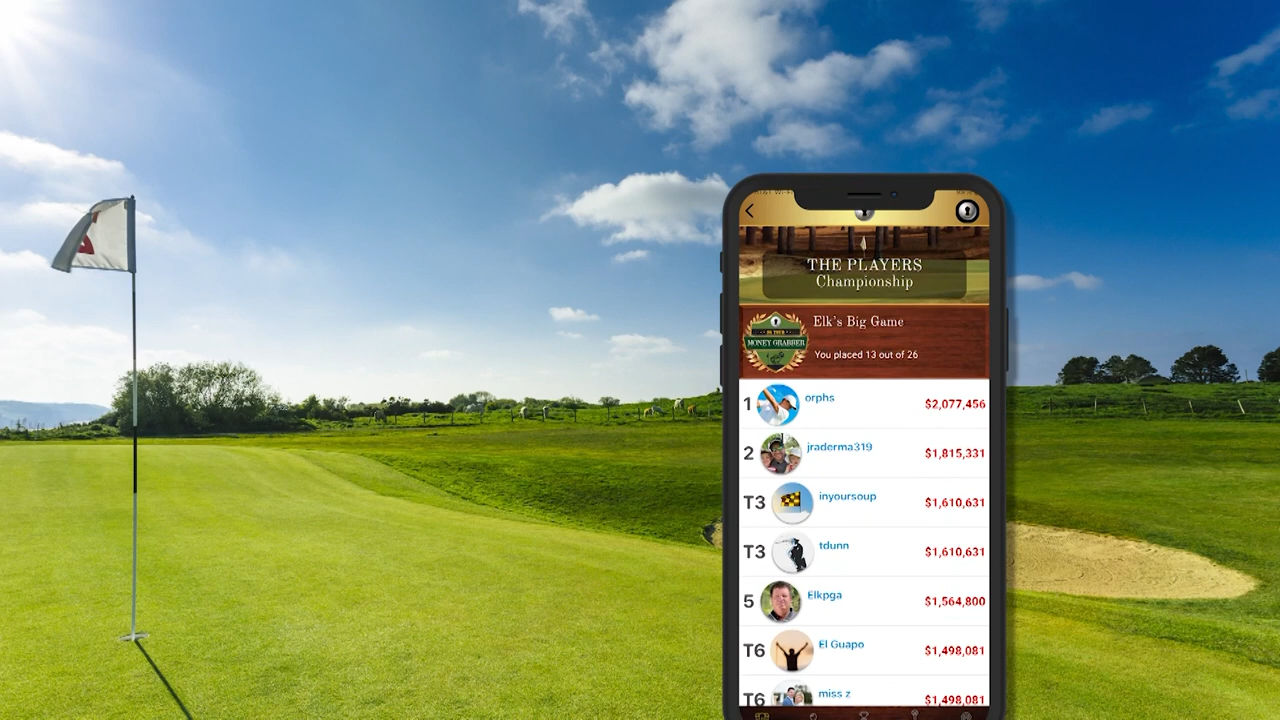 THE PLAYERS
Championship
Elk's Big Game
MONEY GRABBER
You placed 13 out of 26
1 orphs $2,077,456
2 jraderma319 $1,815,331
T3 inyoursoup $1,610,631
T3 tdunn $1,610,631
5 Elkpga $1,564,800
T6 El Guapo $1,498,081
T6 miss z $1,498,081